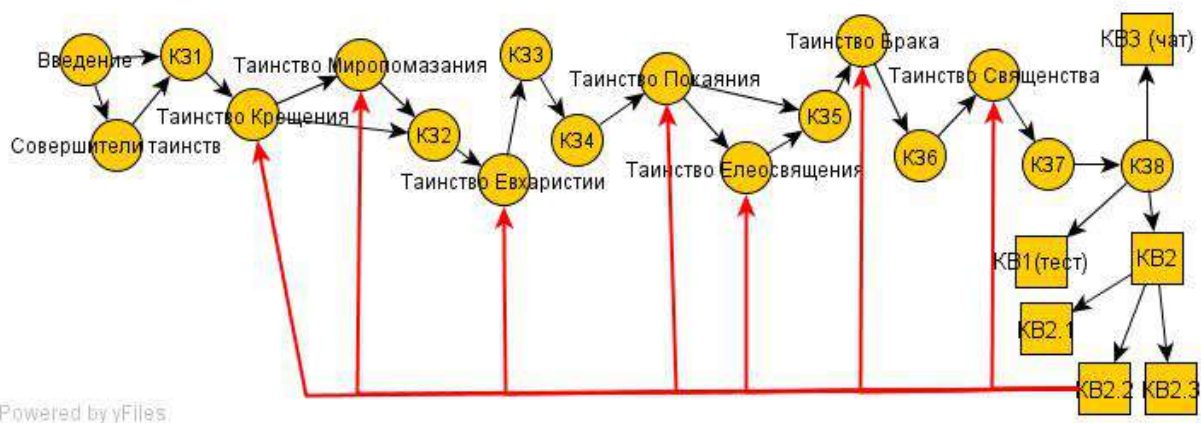 Введение
Совершители таинств
КЗ1
Таинство Крещения
Таинство Миропомазания
КЗ2
Таинство Евхаристии
КЗ3
КЗ4
Таинство Покаяния
Таинство Елеосвящения
КЗ5
Таинство Брака
КЗ6
Таинство Священства
КЗ7
КЗ8
КВ3 (чат)
КВ1(тест)
КВ2
КВ2.1
КВ2.2
КВ2.3
Powered by yFiles